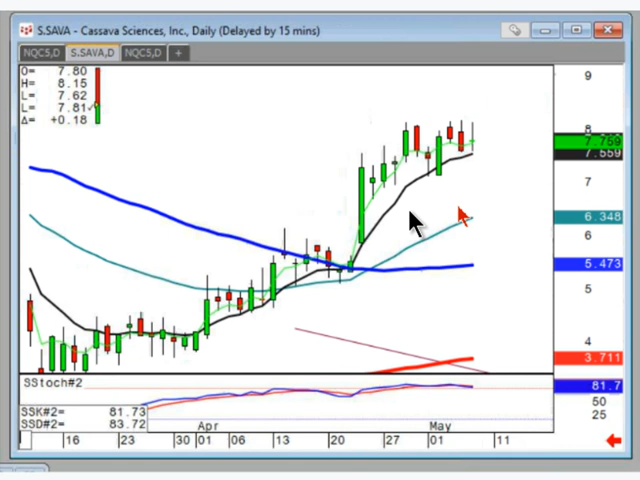 S.SAVA - Cassava Sciences, Inc., Daily (Delayed by 15 mins)
NQC5,D S.SAVA,D NQC5,D +
O= 7.80
H= 8.15
L= 7.62
L= 7.81
Δ= +0.18
9
8
7.759
7.559
7
6.348
6
5.473
5
4
3.711
SStoch#2
81.7
50
25
SSK#2= 81.73
SSD#2= 83.72
Apr May
16 23 30 01 06 13 20 27 01 11